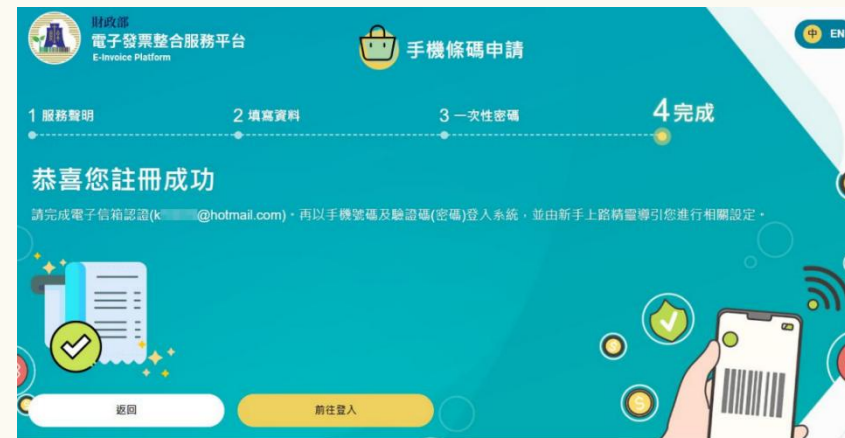 財政部
電子發票整合服務平台
E-Invoice Platform
手機條碼申請
中 EN
1 服務聲明
2 填寫資料
3 一次性密碼
4 完成
恭喜您註冊成功
請完成電子信箱認證(k @hotmail.com)。再以手機號碼及驗證碼(密碼)登入系統，並由新手上路精靈導引您進行相關設定。
返回
前往登入